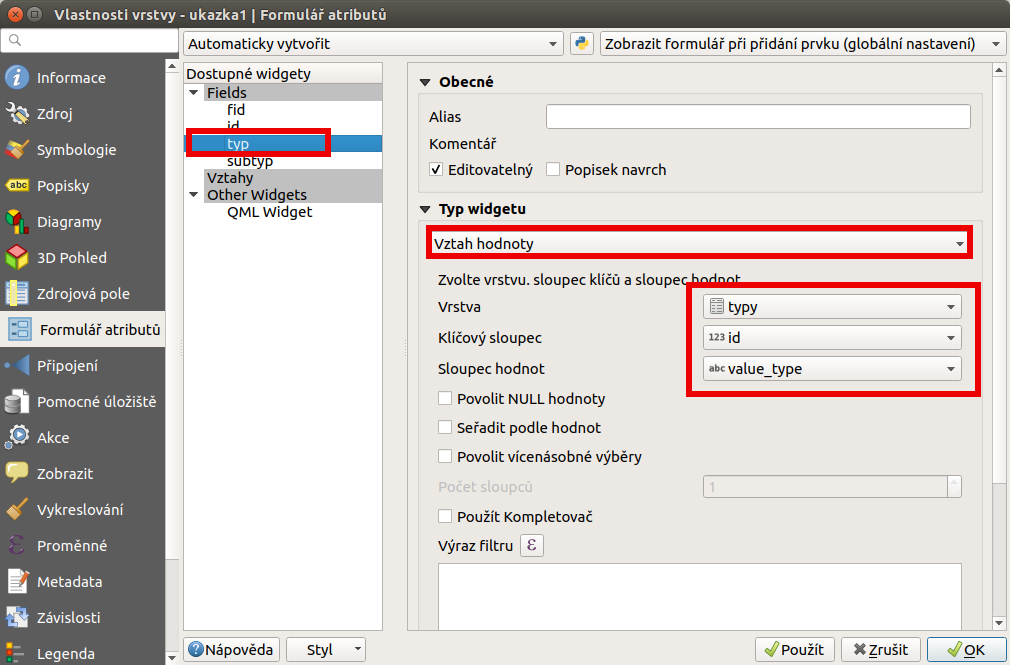 Vlastnosti vrstvy - ukazka1 | Formulář atributů
Automaticky vytvořit
Zobrazit formulář při přidání prvku (globální nastavení)
Informace
Zdroj
Symbologie
abc Popisky
Diagramy
3D Pohled
Zdrojová pole
Formulář atributů
Připojení
Pomocné úložiště
Akce
Zobrazit
Vykreslování
Proměnné
Metadata
Závislosti
Legenda
Dostupné widgety
Fields
fid
id
typ
subtyp
Vztahy
Other Widgets
QML Widget
Obecné
Alias
Komentář
Editovatelný Popisek navrch
Typ widgetu
Vztah hodnoty
Zvolte vrstvu. sloupec klíčů a sloupec hodnot
Vrstva typy
Klíčový sloupec 123 id
Sloupec hodnot abc value_type
Povolit NULL hodnoty
Seřadit podle hodnot
Povolit vícenásobné výběry
Počet sloupců 1
Použít Kompletovač
Výraz filtru ε
Nápověda Styl Použít Zrušit OK